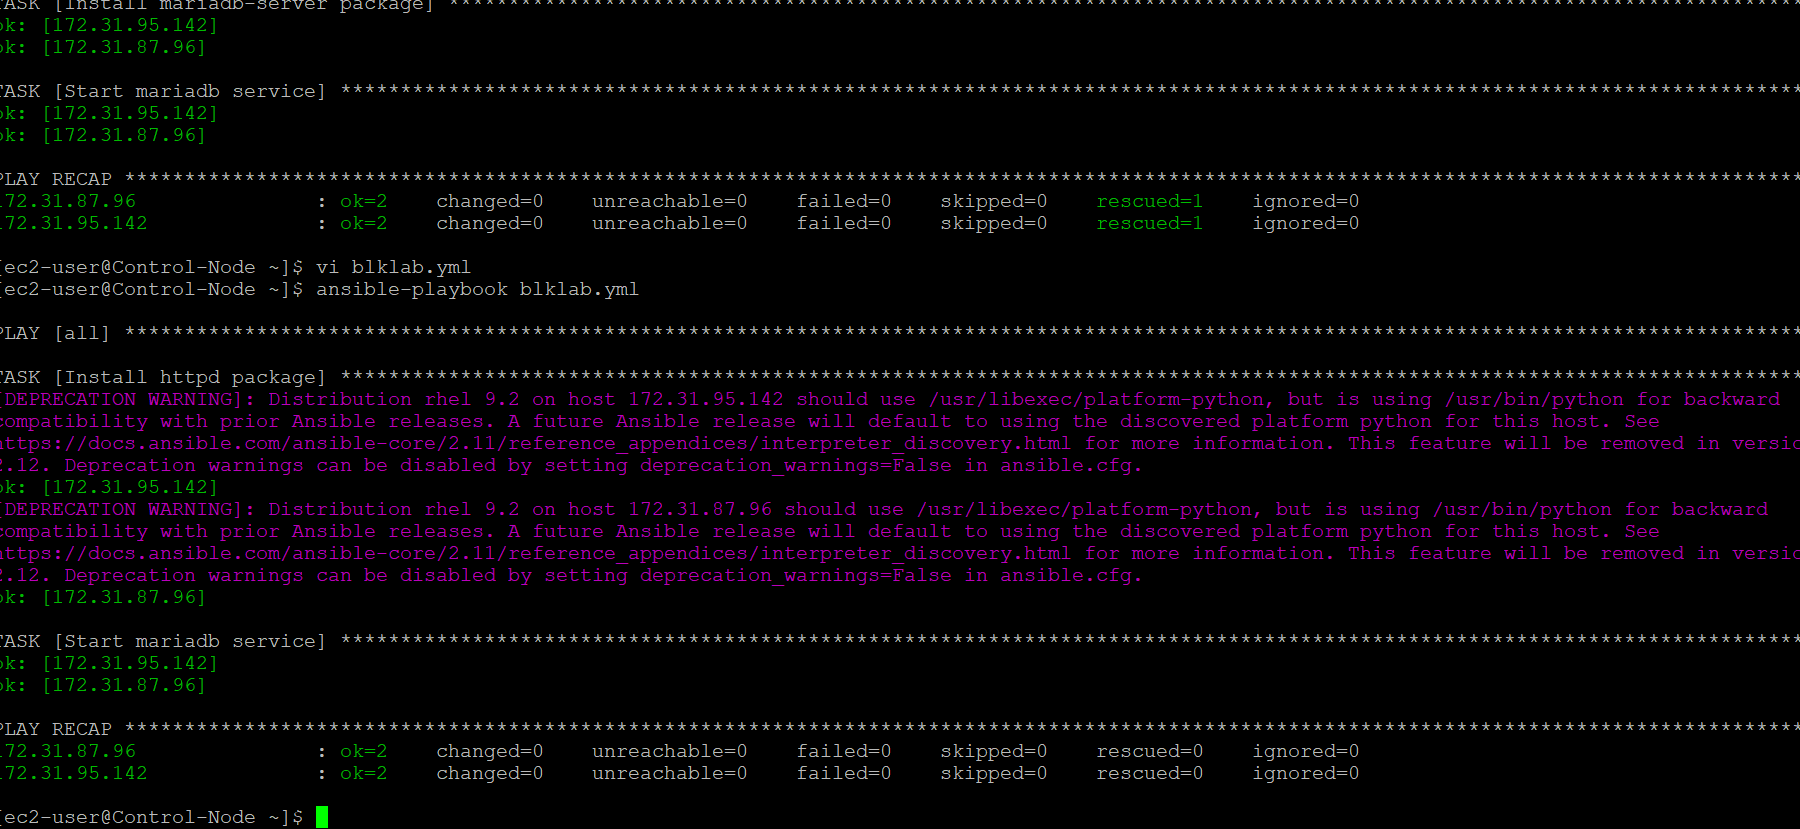 TASK [Install mariadb-server package] ****************************************************************************************************************
ok: [172.31.95.142]
ok: [172.31.87.96]
TASK [Start mariadb service] *************************************************************************************************************************
ok: [172.31.95.142]
ok: [172.31.87.96]
PLAY RECAP *******************************************************************************************************************************************
172.31.87.96               : ok=2    changed=0    unreachable=0    failed=0    skipped=0    rescued=1    ignored=0
172.31.95.142              : ok=2    changed=0    unreachable=0    failed=0    skipped=0    rescued=1    ignored=0
[ec2-user@Control-Node ~]$ vi blklab.yml
[ec2-user@Control-Node ~]$ ansible-playbook blklab.yml
PLAY [all] *******************************************************************************************************************************************
TASK [Install httpd package] *************************************************************************************************************************
[DEPRECATION WARNING]: Distribution rhel 9.2 on host 172.31.95.142 should use /usr/libexec/platform-python, but is using /usr/bin/python for backward
compatibility with prior Ansible releases. A future Ansible release will default to using the discovered platform python for this host. See
https://docs.ansible.com/ansible-core/2.11/reference_appendices/interpreter_discovery.html for more information. This feature will be removed in versio
2.12. Deprecation warnings can be disabled by setting deprecation_warnings=False in ansible.cfg.
ok: [172.31.95.142]
[DEPRECATION WARNING]: Distribution rhel 9.2 on host 172.31.87.96 should use /usr/libexec/platform-python, but is using /usr/bin/python for backward
compatibility with prior Ansible releases. A future Ansible release will default to using the discovered platform python for this host. See
https://docs.ansible.com/ansible-core/2.11/reference_appendices/interpreter_discovery.html for more information. This feature will be removed in versio
2.12. Deprecation warnings can be disabled by setting deprecation_warnings=False in ansible.cfg.
ok: [172.31.87.96]
TASK [Start mariadb service] *************************************************************************************************************************
ok: [172.31.95.142]
ok: [172.31.87.96]
PLAY RECAP *******************************************************************************************************************************************
172.31.87.96               : ok=2    changed=0    unreachable=0    failed=0    skipped=0    rescued=0    ignored=0
172.31.95.142              : ok=2    changed=0    unreachable=0    failed=0    skipped=0    rescued=0    ignored=0
[ec2-user@Control-Node ~]$